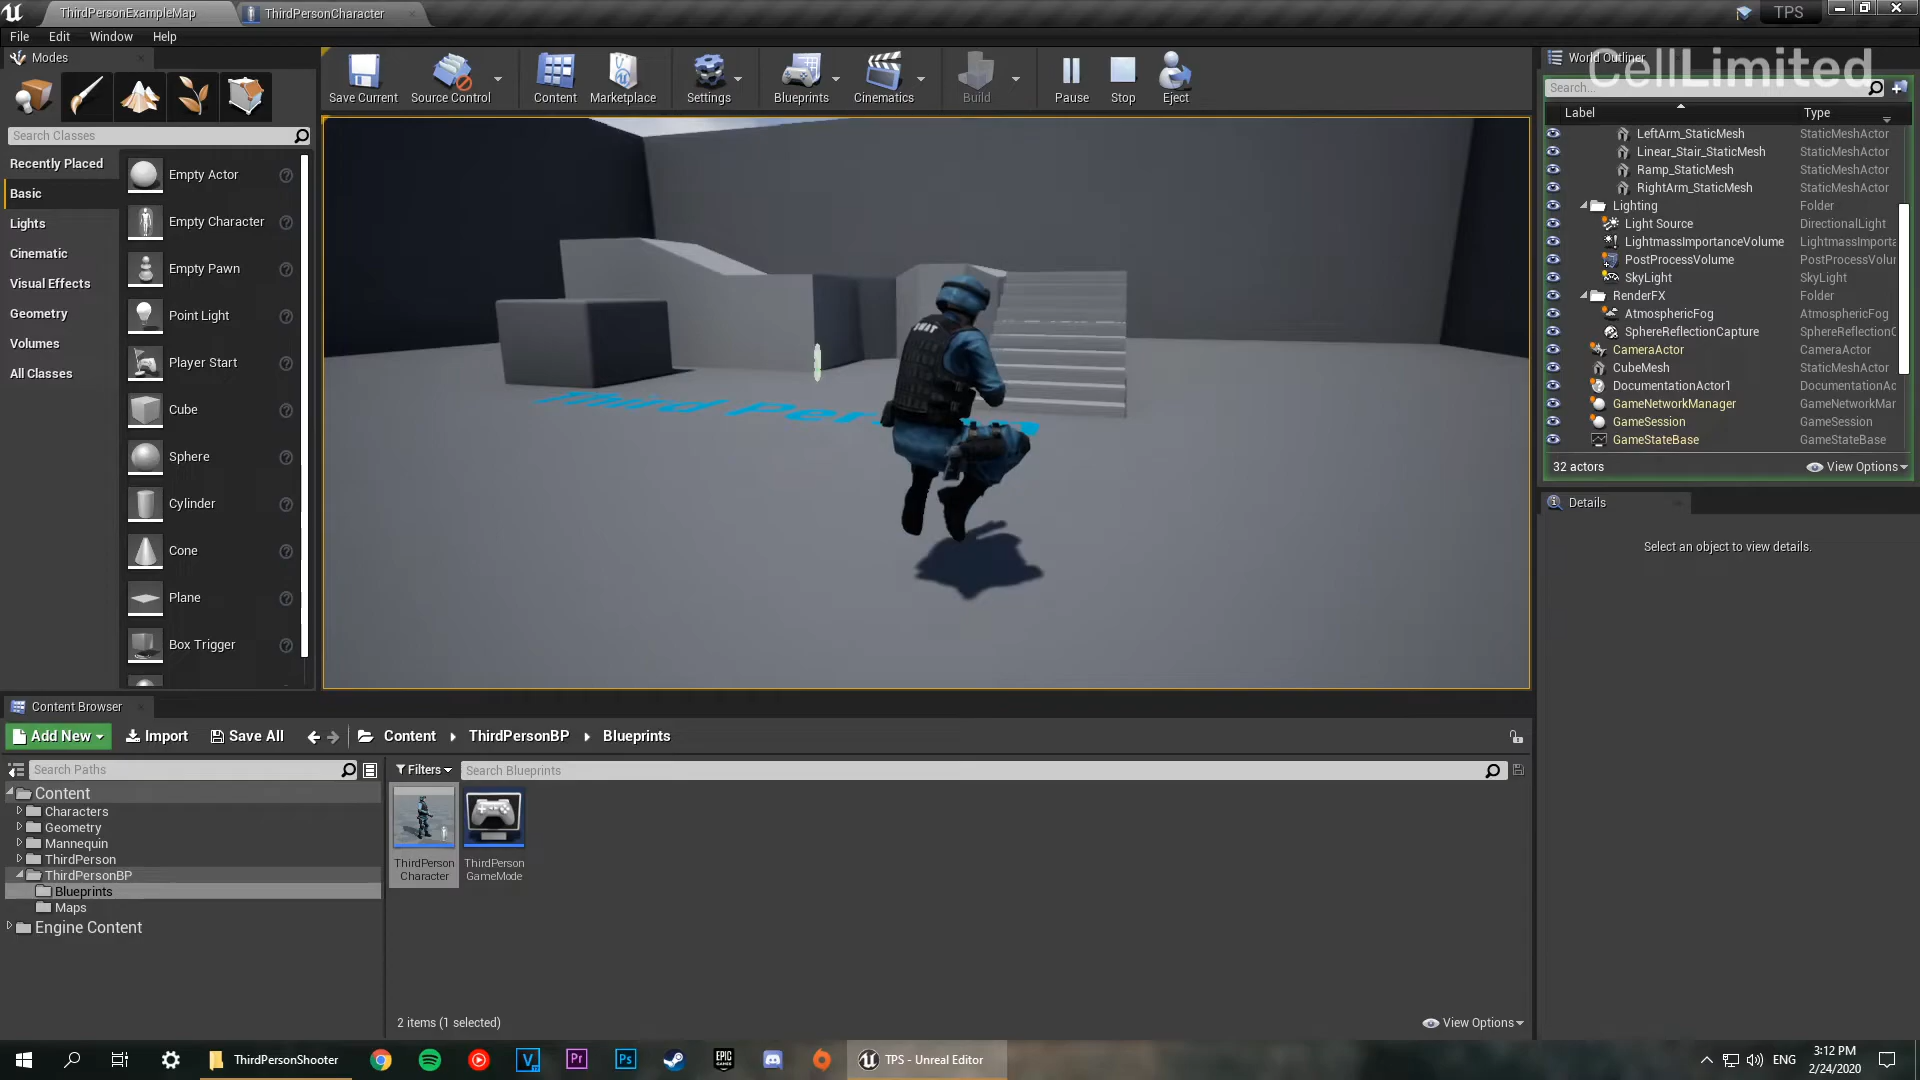 ThirdPersonExampleMap
ThirdPersonCharacter
TPS
File Edit Window Help
Modes
Save Current
Source Control
Content
Marketplace
Settings
Blueprints
Cinematics
Build
Pause
Stop
Eject
World Outliner
CellLimited
Search Classes
Search...
Label Type
Recently Placed
Basic
Lights
Cinematic
Visual Effects
Geometry
Volumes
All Classes
Empty Actor
Empty Character
Empty Pawn
Point Light
Player Start
Cube
Sphere
Cylinder
Cone
Plane
Box Trigger
SWAT
Third Per
LeftArm_StaticMesh StaticMeshActor
Linear_Stair_StaticMesh StaticMeshActor
Ramp_StaticMesh StaticMeshActor
RightArm_StaticMesh StaticMeshActor
Lighting Folder
Light Source DirectionalLight
LightmassImportanceVolume LightmassImporta
PostProcessVolume PostProcessVolu
SkyLight SkyLight
RenderFX Folder
AtmosphericFog AtmosphericFog
SphereReflectionCapture SphereReflectionC
CameraActor CameraActor
CubeMesh StaticMeshActor
DocumentationActor1 DocumentationAc
GameNetworkManager GameNetworkMar
GameSession GameSession
GameStateBase GameStateBase
32 actors View Options
Details
Select an object to view details.
Content Browser
Add New Import Save All Content ThirdPersonBP Blueprints
Search Paths
Filters Search Blueprints
Content
Characters
Geometry
Mannequin
ThirdPerson
ThirdPersonBP
Blueprints
Maps
Engine Content
ThirdPerson
Character
ThirdPerson
GameMode
2 items (1 selected) View Options
ThirdPersonShooter
V
Pr
Ps
EPIC
GAMES
TPS - Unreal Editor
ENG
3:12 PM
2/24/2020